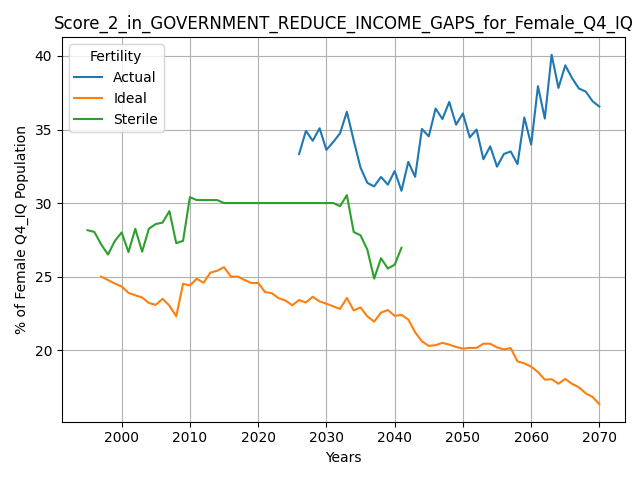 Score_2_in_GOVERNMENT_REDUCE_INCOME_GAPS_for_Female_Q4_IQ
Fertility
Actual
Ideal
Sterile
% of Female Q4_IQ Population
40
35
30
25
20
2000 2010 2020 2030 2040 2050 2060 2070
Years